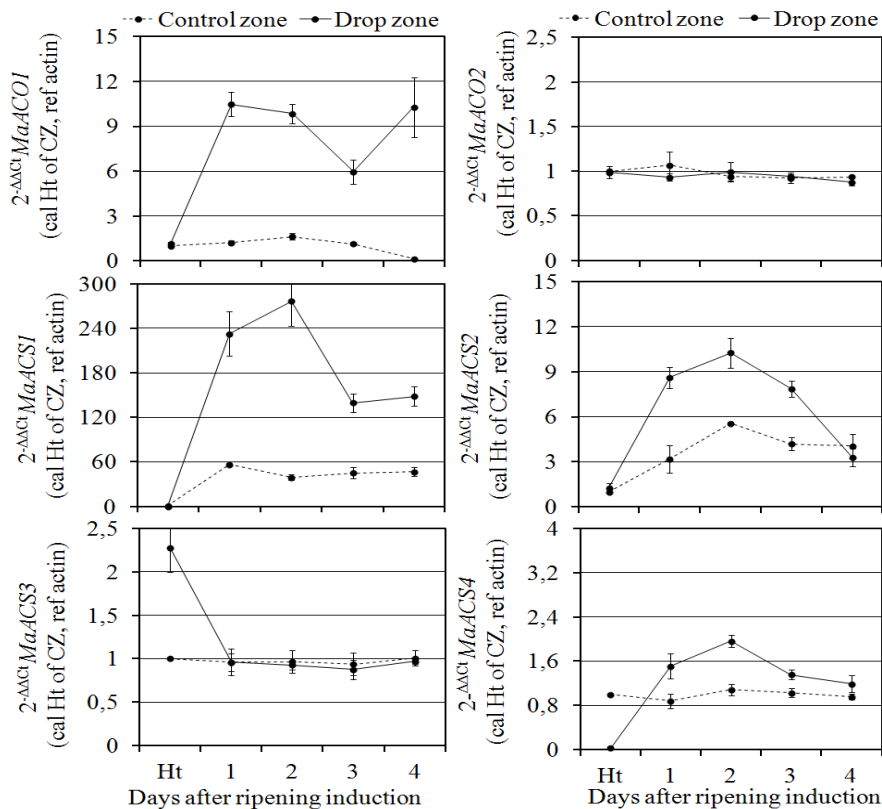 Control zone Drop zone
2-ΔΔCt MaACO1
(cal Ht of CZ, ref actin)
15
12
9
6
3
0
Control zone Drop zone
2-ΔΔCt MaACO2
(cal Ht of CZ, ref actin)
2,5
2
1,5
1
0,5
0
2-ΔΔCt MaACS1
(cal Ht of CZ, ref actin)
300
240
180
120
60
0
2-ΔΔCt MaACS2
(cal Ht of CZ, ref actin)
15
12
9
6
3
0
2-ΔΔCt MaACS3
(cal Ht of CZ, ref actin)
2,5
2
1,5
1
0,5
0
Ht 1 2 3 4
Days after ripening induction
2-ΔΔCt MaACS4
(cal Ht of CZ, ref actin)
4
3,2
2,4
1,6
0,8
0
Ht 1 2 3 4
Days after ripening induction